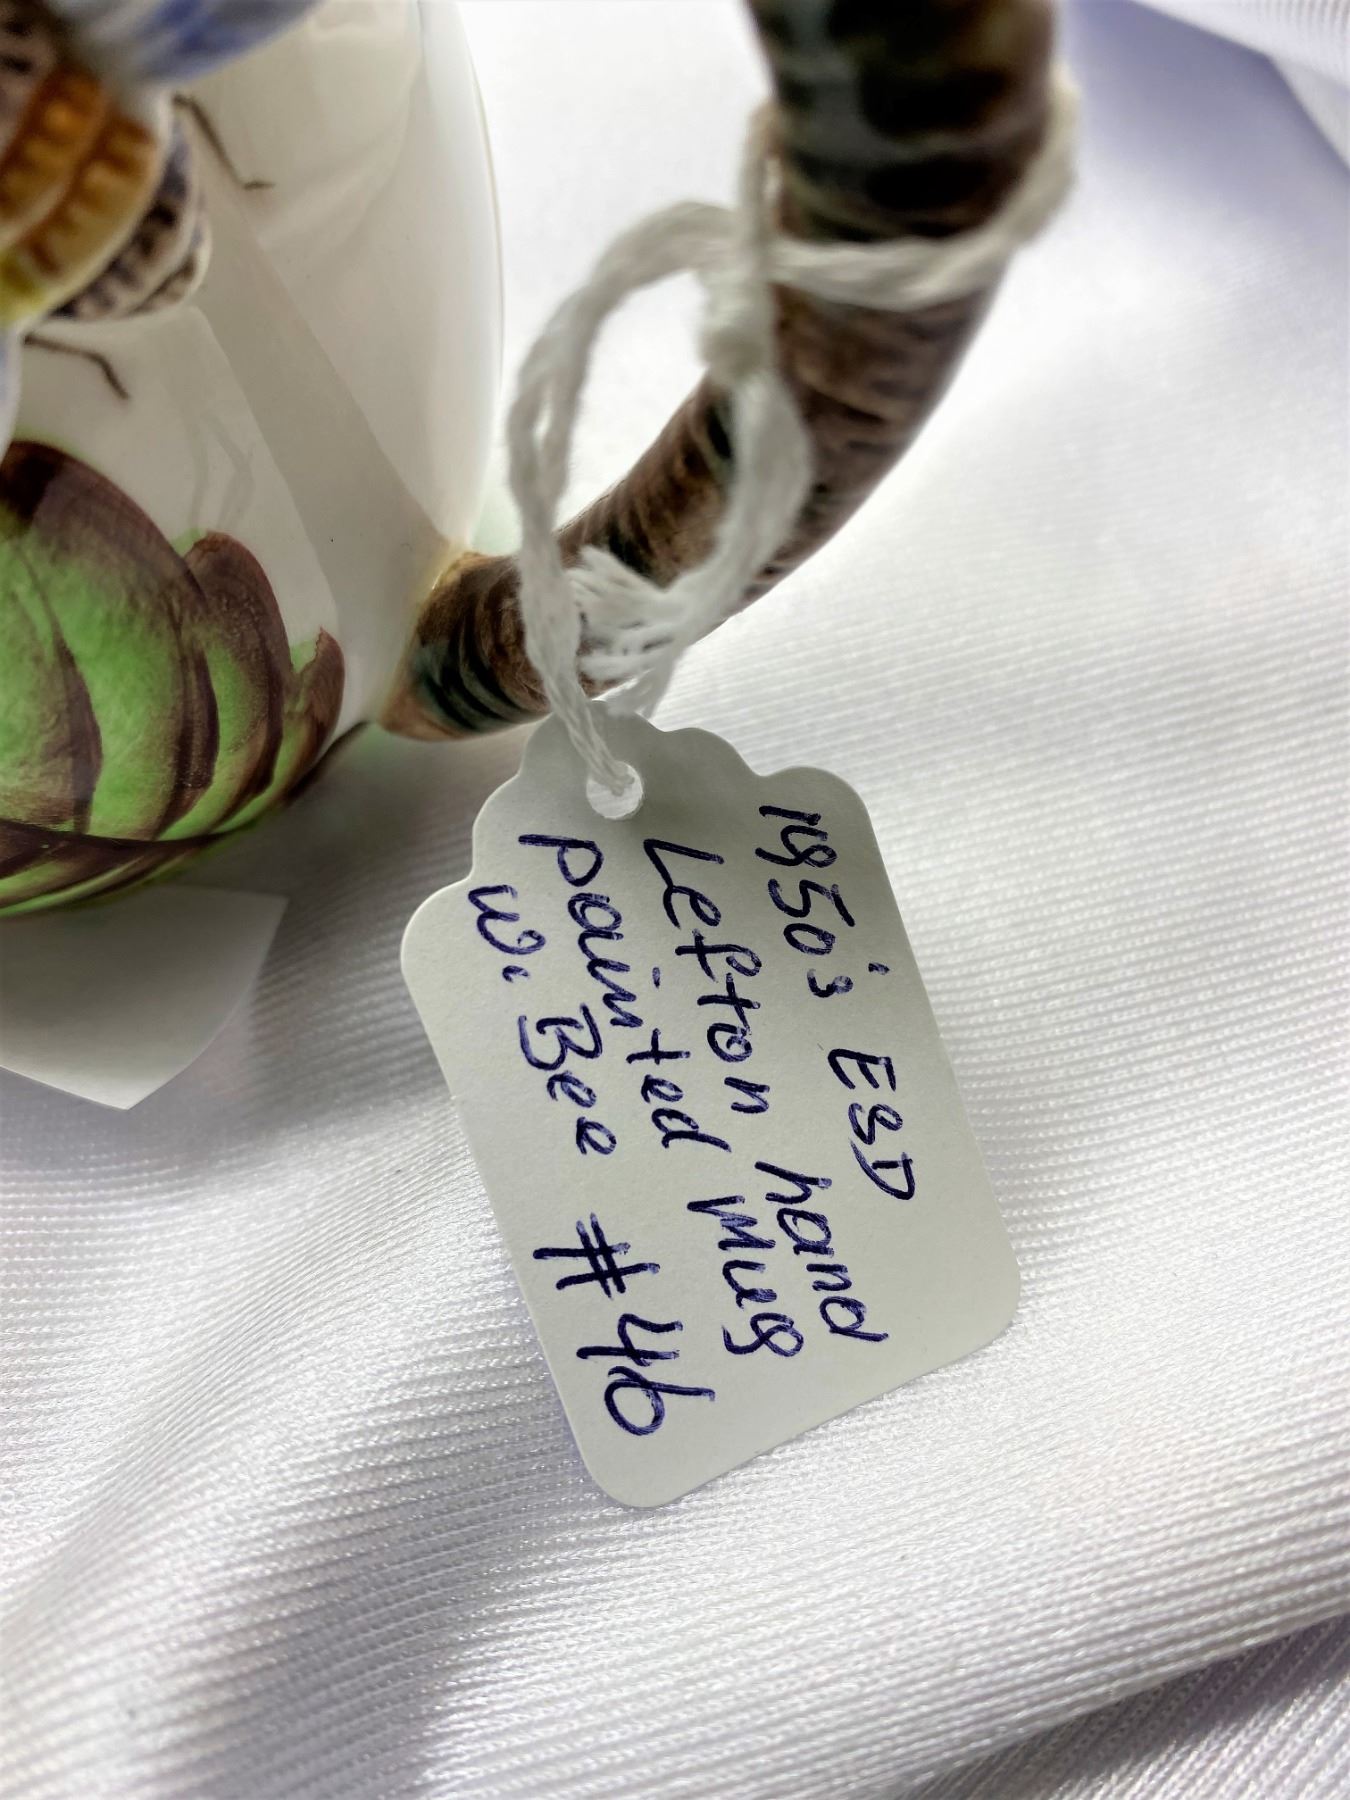 1950's ESD
Lefton hand
painted Mug
w. Bee #46